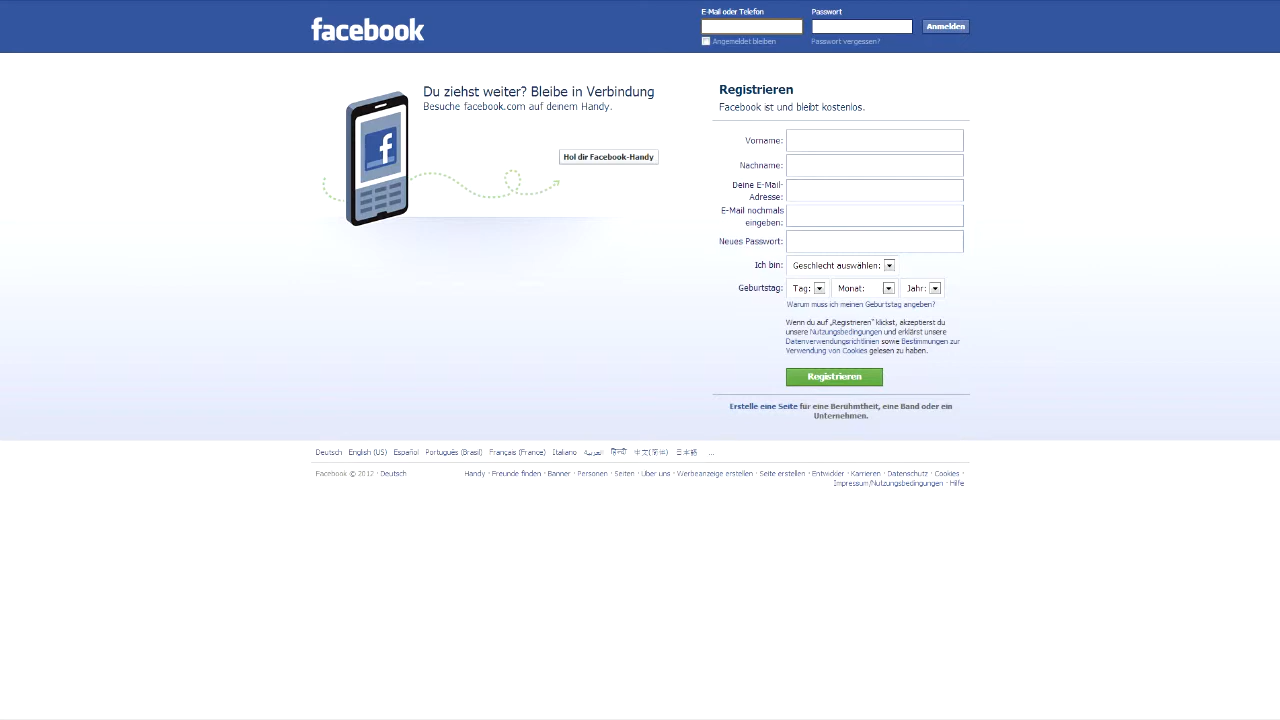 facebook
E-Mail oder Telefon
Passwort
Anmelden
Angemeldet bleiben
Passwort vergessen?
Du ziehst weiter? Bleibe in Verbindung
Besuche facebook.com auf deinem Handy.
Hol dir Facebook-Handy
f
Registrieren
Facebook ist und bleibt kostenlos.
Vorname:
Nachname:
Deine E-Mail-
Adresse:
E-Mail nochmals
eingeben:
Neues Passwort:
Ich bin:
Geschlecht auswählen:
Geburtstag:
Tag:
Monat:
Jahr:
Warum muss ich meinen Geburtstag angeben?
Wenn du auf „Registrieren" klickst, akzeptierst du
unsere Nutzungsbedingungen und erklärst unsere
Datenverwendungsrichtlinien sowie Bestimmungen zur
Verwendung von Cookies gelesen zu haben.
Registrieren
Erstelle eine Seite für eine Berühmtheit, eine Band oder ein
Unternehmen.
Deutsch English (US) Español Português (Brasil) Français (France) Italiano العربية हिन्दी 中文(简体) 日本語 ...
Facebook © 2012 · Deutsch
Handy · Freunde finden · Banner · Personen · Seiten · Über uns · Werbeanzeige erstellen · Seite erstellen · Entwickler · Karrieren · Datenschutz · Cookies ·
Impressum/Nutzungsbedingungen · Hilfe